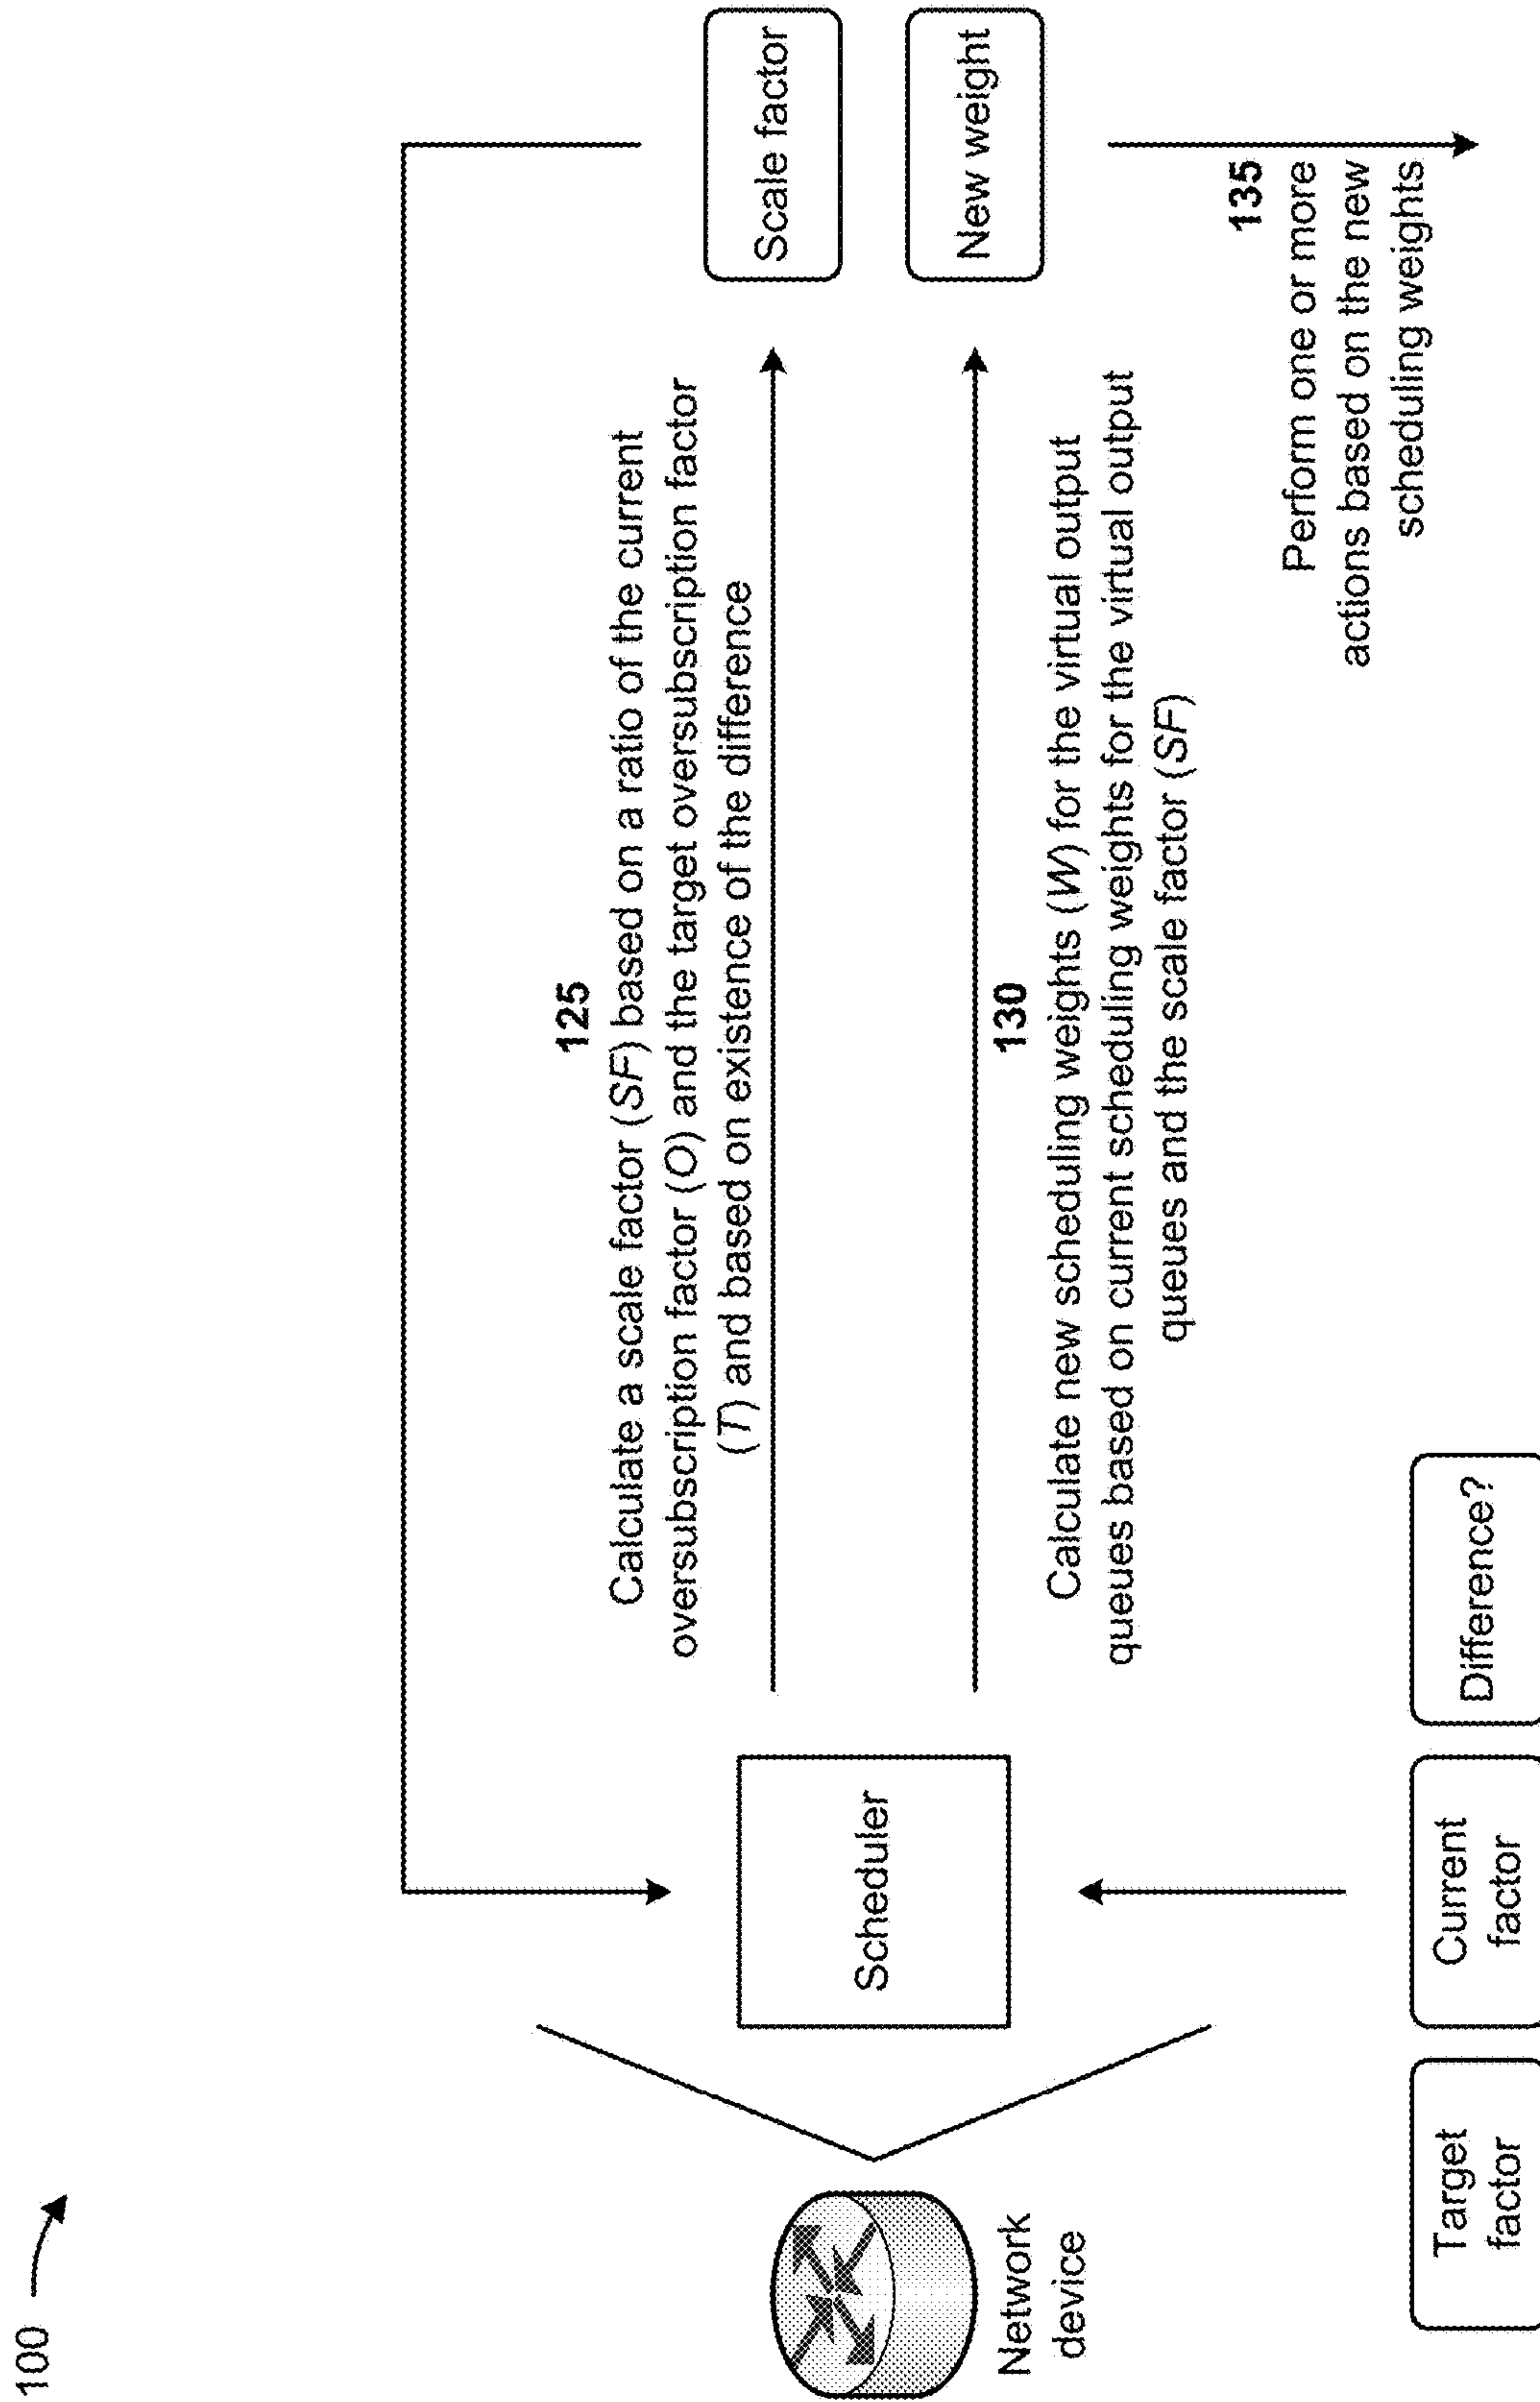 100
125
Calculate a scale factor (SF) based on a ratio of the current
oversubscription factor (O) and the target oversubscription factor
(T) and based on existence of the difference
Scale factor
Scheduler
Network
device
New weight
130
Calculate new scheduling weights (W) for the virtual output
queues based on current scheduling weights for the virtual output
queues and the scale factor (SF)
135
Perform one or more
actions based on the new
scheduling weights
Target
factor
Current
factor
Difference?